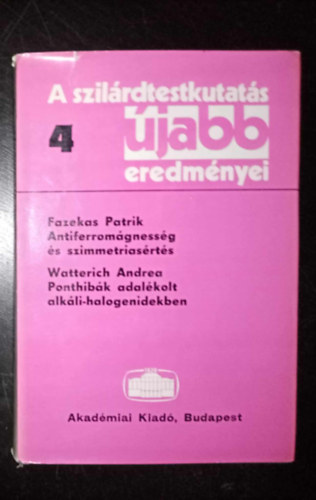 A szilárdtestkutatás
4 újabb
eredményei
Fazekas Patrik
Antiferromágnesség
és szimmetriasértés
Watterich Andrea
Ponthibák adalékolt
alkáli-halogenidekben
Akadémiai Kiadó, Budapest